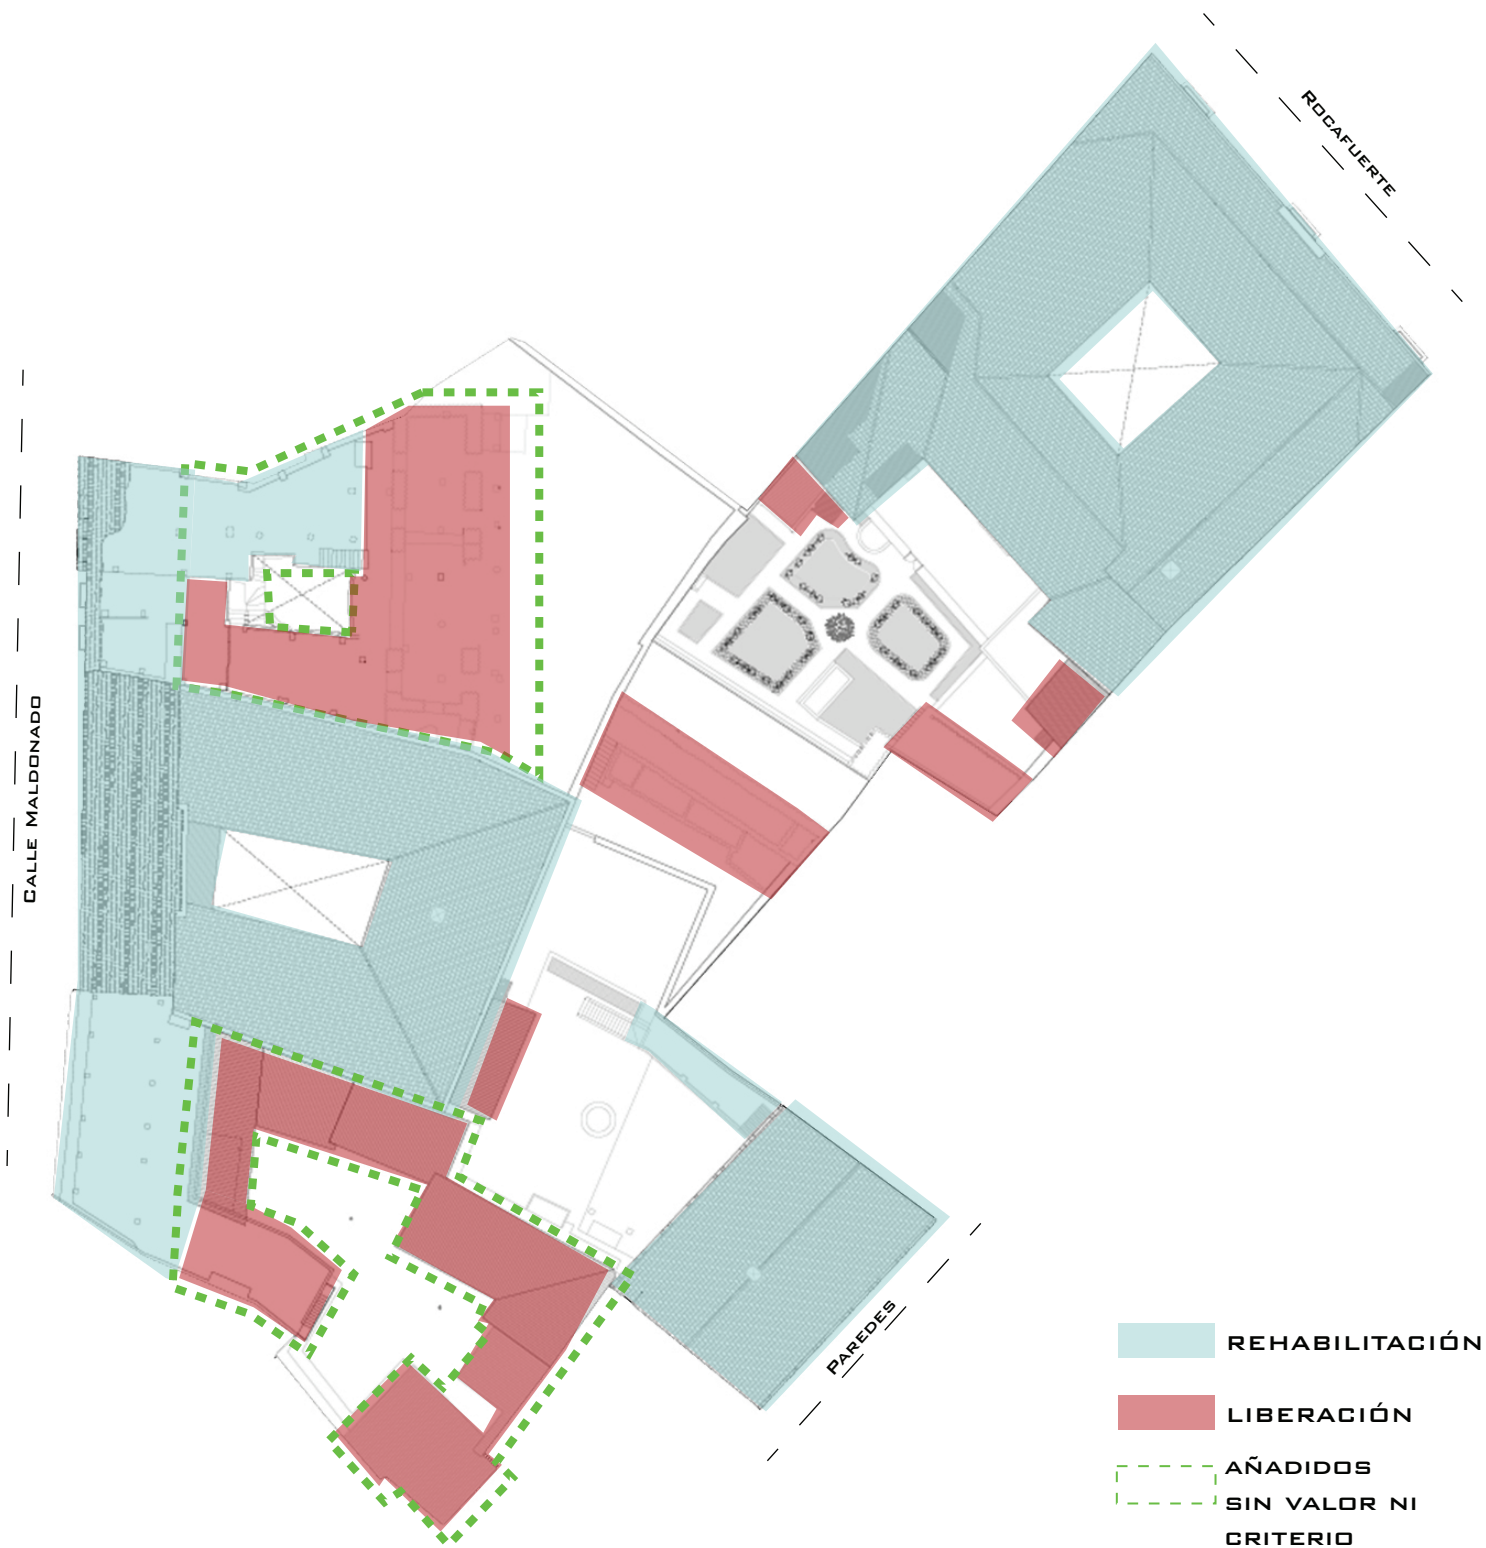 ROCAFUERTE
CALLE MALDONADO
PAREDES
REHABILITACIÓN
LIBERACIÓN
AÑADIDOS
SIN VALOR NI
CRITERIO